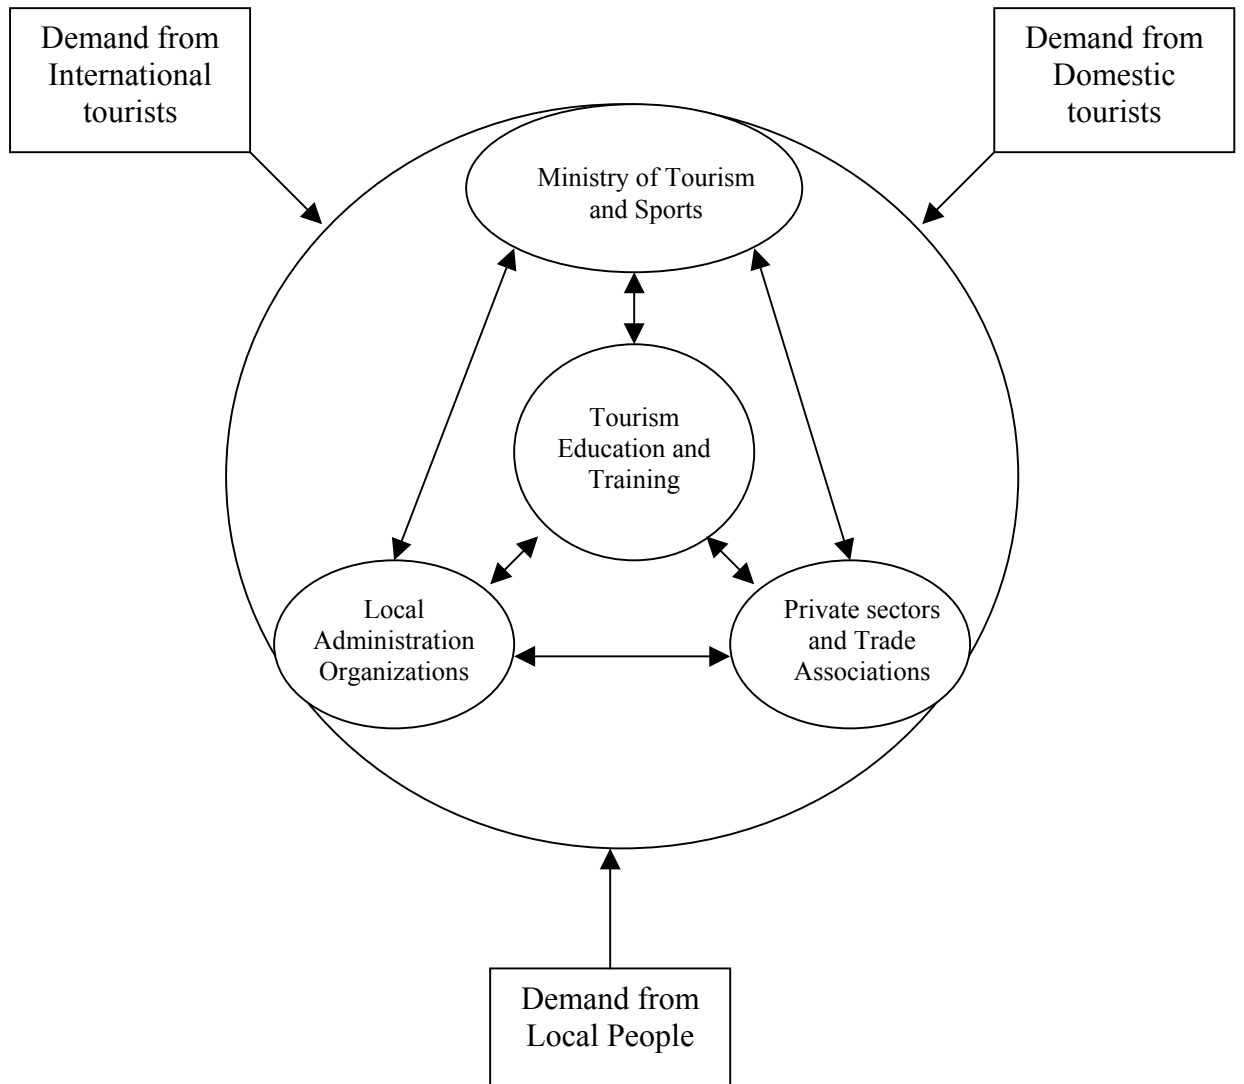 Demand from
International
tourists
Demand from
Domestic
tourists
Ministry of Tourism
and Sports
Tourism
Education and
Training
Local
Administration
Organizations
Private sectors
and Trade
Associations
Demand from
Local People